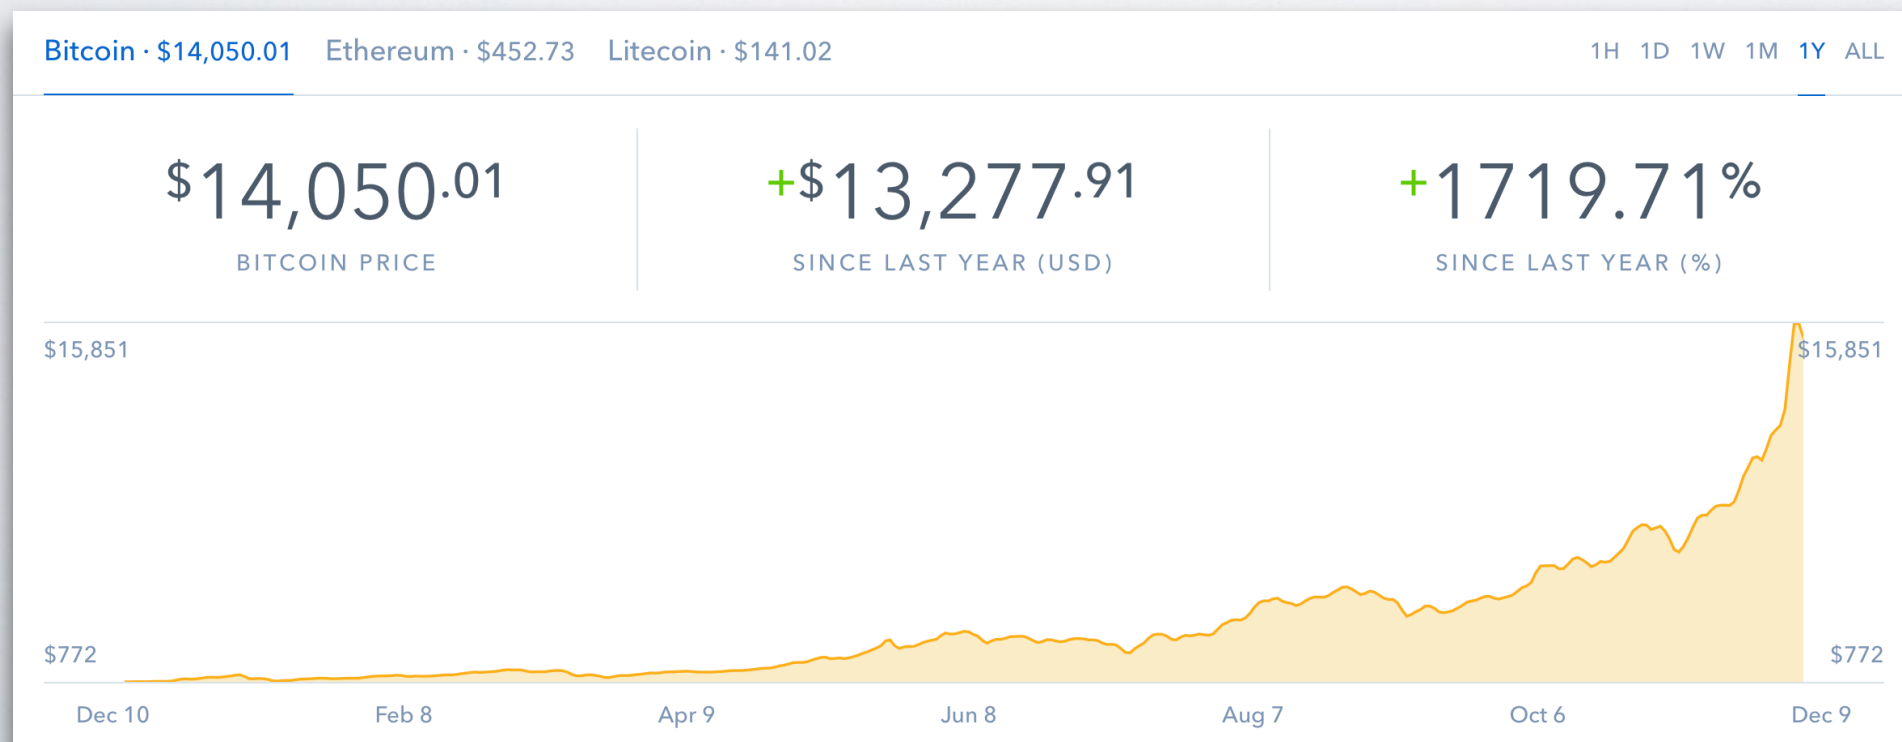 Bitcoin · $14,050.01 Ethereum · $452.73 Litecoin · $141.02 1H 1D 1W 1M 1Y ALL
$14,050.01 +$13,277.91 +1719.71%
BITCOIN PRICE SINCE LAST YEAR (USD) SINCE LAST YEAR (%)
$15,851 $15,851
$772 $772
Dec 10 Feb 8 Apr 9 Jun 8 Aug 7 Oct 6 Dec 9